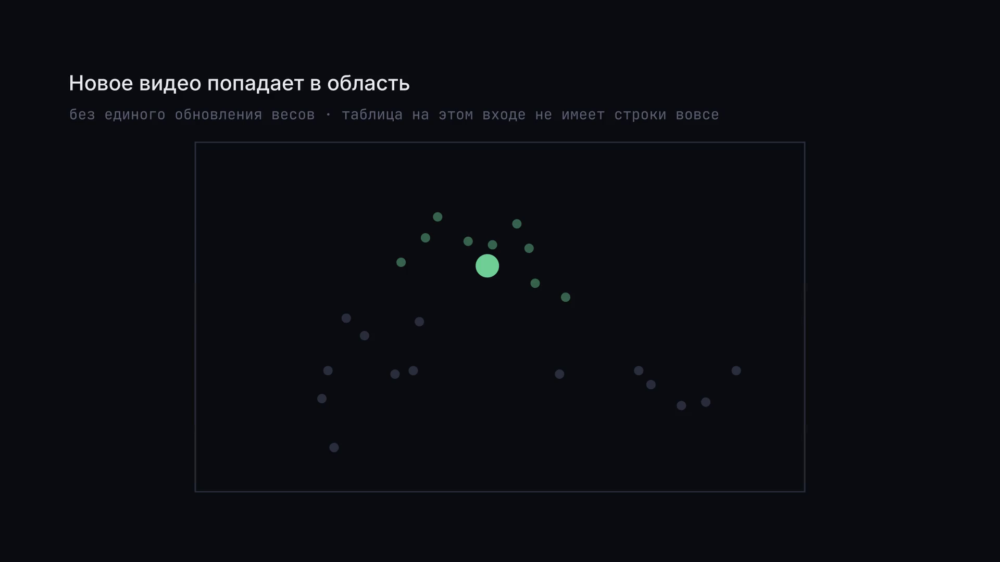 Новое видео попадает в область
без единого обновления весов · таблица на этом входе не имеет строки вовсе